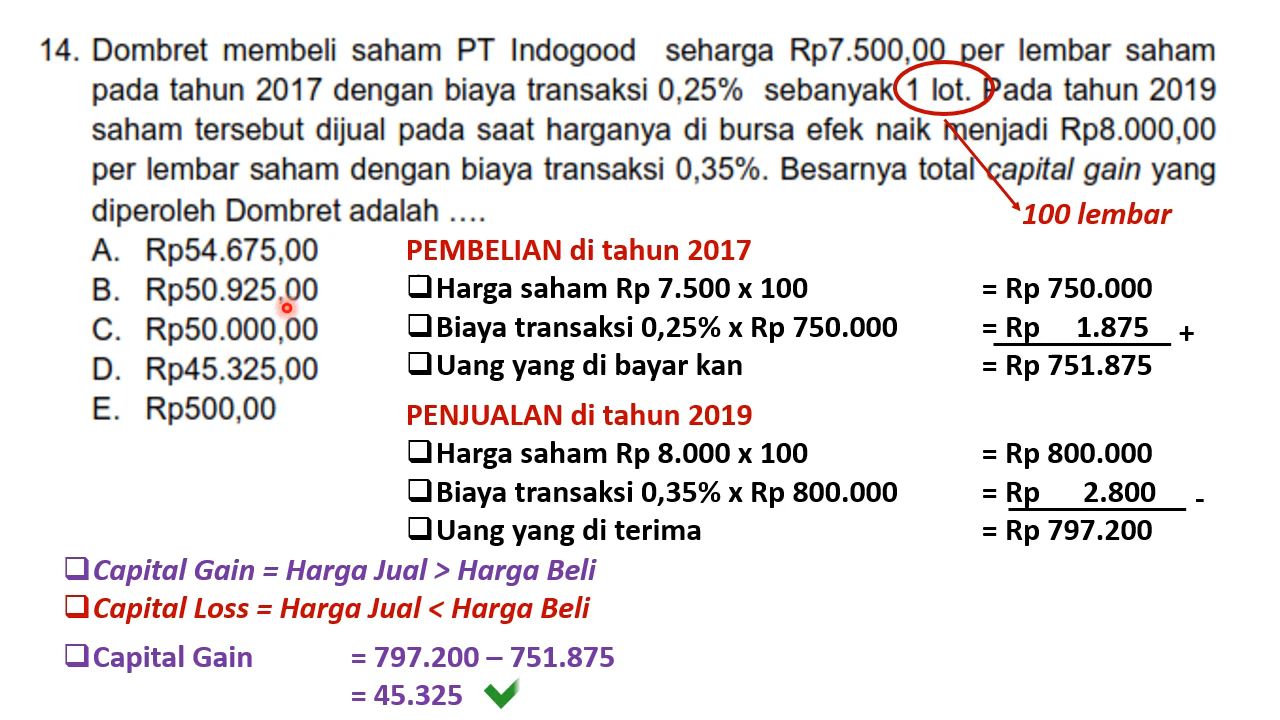 14. Dombret membeli saham PT Indogood seharga Rp7.500,00 per lembar saham
pada tahun 2017 dengan biaya transaksi 0,25% sebanyak 1 lot. Pada tahun 2019
saham tersebut dijual pada saat harganya di bursa efek naik menjadi Rp8.000,00
per lembar saham dengan biaya transaksi 0,35%. Besarnya total capital gain yang
diperoleh Dombret adalah ….
100 lembar
A. Rp54.675,00
B. Rp50.925,00
C. Rp50.000,00
D. Rp45.325,00
E. Rp500,00
PEMBELIAN di tahun 2017
❑Harga saham Rp 7.500 x 100 = Rp 750.000
❑Biaya transaksi 0,25% x Rp 750.000 = Rp 1.875 +
❑Uang yang di bayar kan = Rp 751.875
PENJUALAN di tahun 2019
❑Harga saham Rp 8.000 x 100 = Rp 800.000
❑Biaya transaksi 0,35% x Rp 800.000 = Rp 2.800 -
❑Uang yang di terima = Rp 797.200
❑Capital Gain = Harga Jual > Harga Beli
❑Capital Loss = Harga Jual < Harga Beli
❑Capital Gain = 797.200 – 751.875
= 45.325